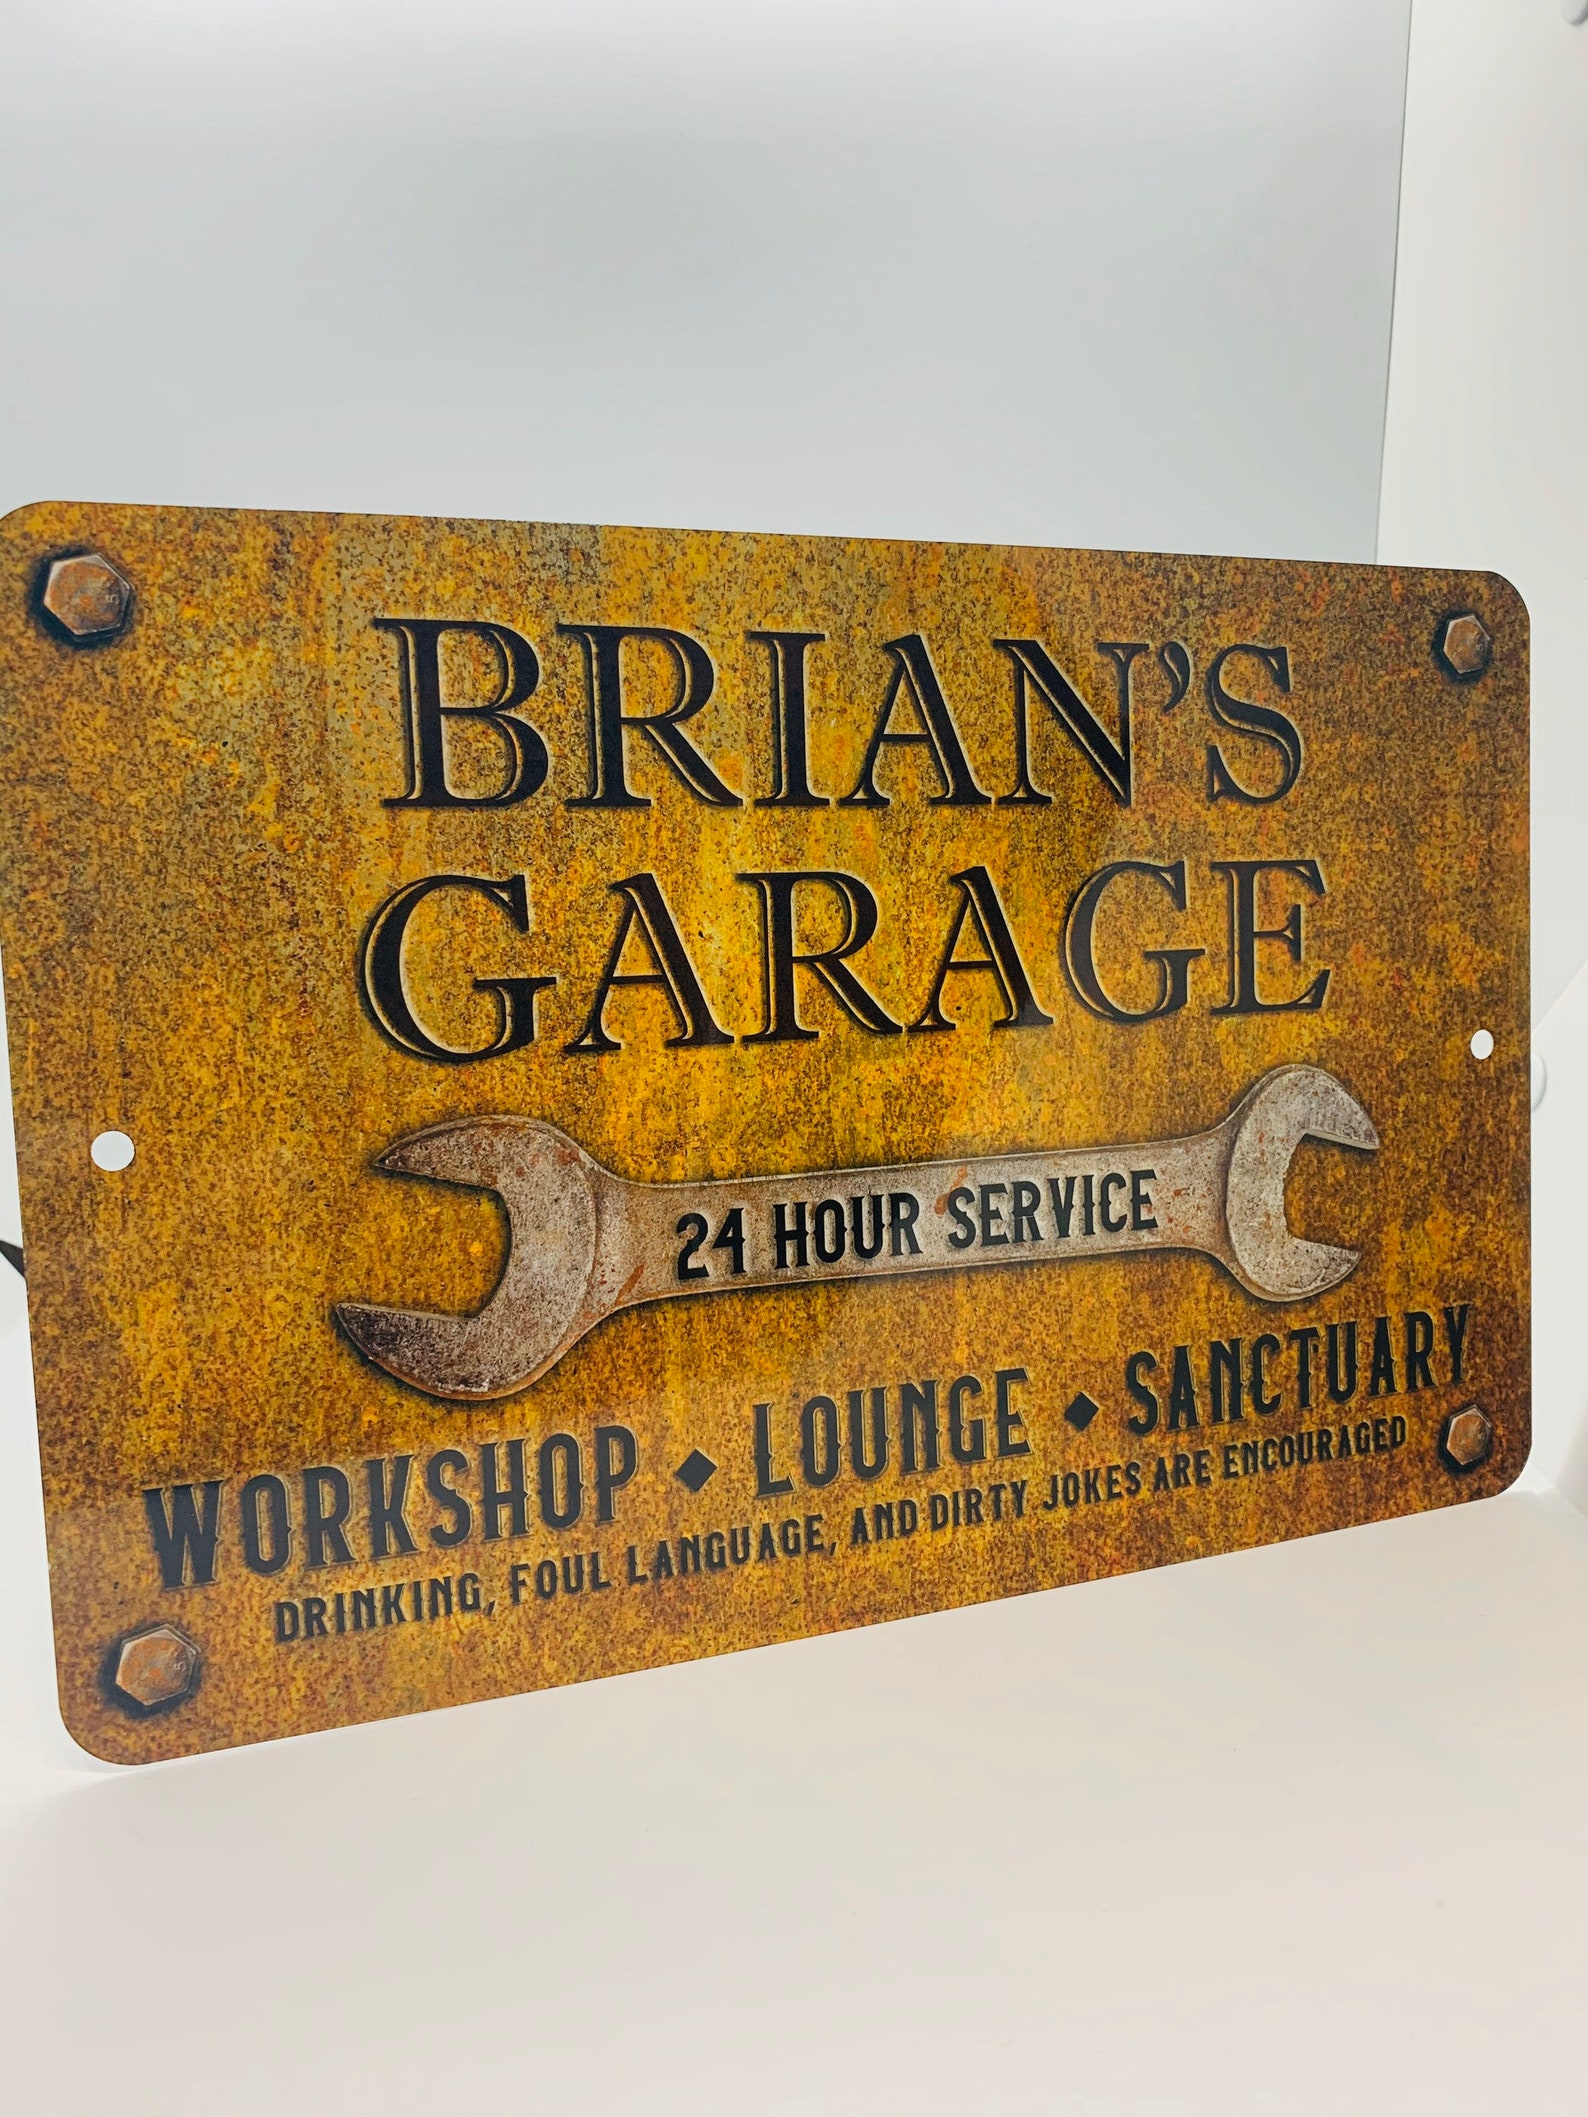 BRIAN'S
GARAGE
24 HOUR SERVICE
WORKSHOP ◆ LOUNGE ◆ SANCTUARY
DRINKING, FOUL LANGUAGE, AND DIRTY JOKES ARE ENCOURAGED